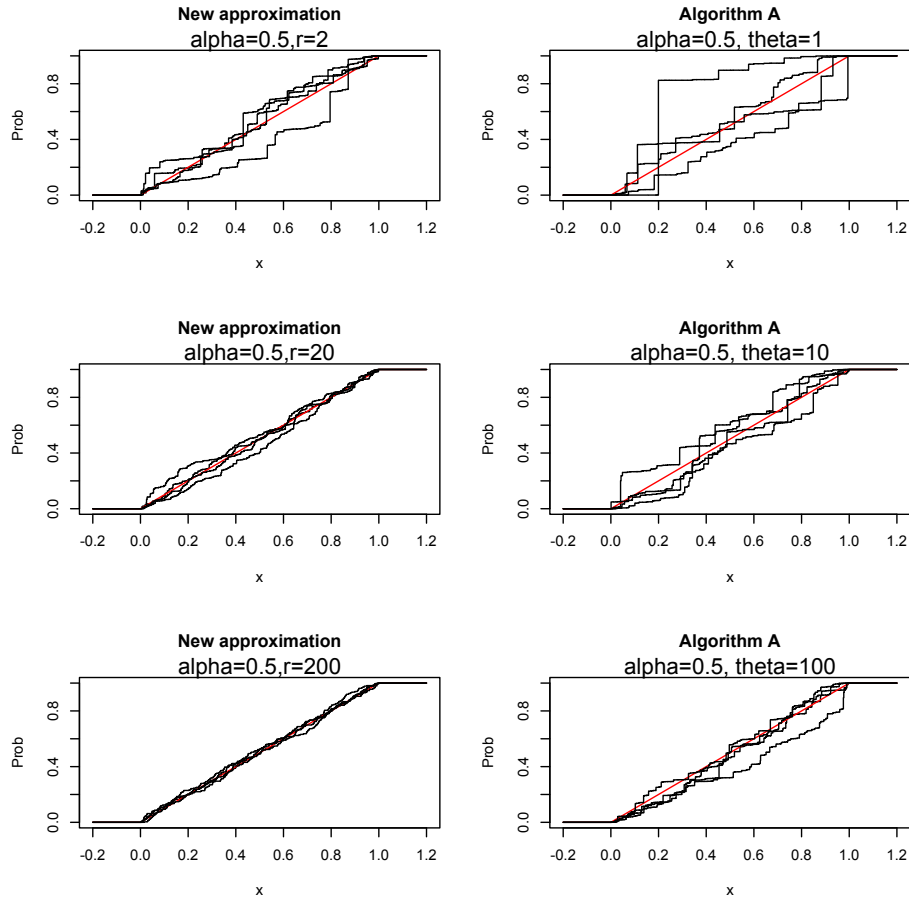 New approximation
alpha=0.5,r=2
Prob
0.0 0.4 0.8
-0.2 0.0 0.2 0.4 0.6 0.8 1.0 1.2
x
Algorithm A
alpha=0.5, theta=1
Prob
0.0 0.4 0.8
-0.2 0.0 0.2 0.4 0.6 0.8 1.0 1.2
x
New approximation
alpha=0.5,r=20
Prob
0.0 0.4 0.8
-0.2 0.0 0.2 0.4 0.6 0.8 1.0 1.2
x
Algorithm A
alpha=0.5, theta=10
Prob
0.0 0.4 0.8
-0.2 0.0 0.2 0.4 0.6 0.8 1.0 1.2
x
New approximation
alpha=0.5,r=200
Prob
0.0 0.4 0.8
-0.2 0.0 0.2 0.4 0.6 0.8 1.0 1.2
x
Algorithm A
alpha=0.5, theta=100
Prob
0.0 0.4 0.8
-0.2 0.0 0.2 0.4 0.6 0.8 1.0 1.2
x